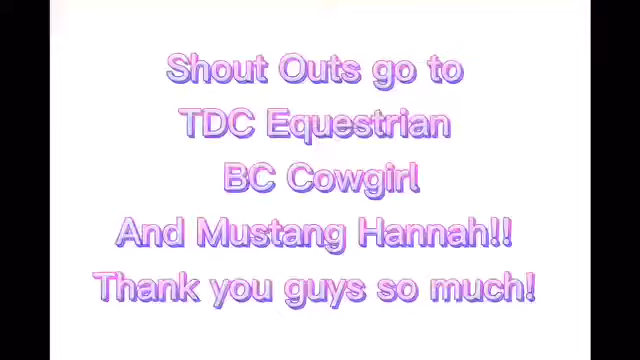 Shout Outs go to
TDC Equestrian
BC Cowgirl
And Mustang Hannah!!
Thank you guys so much!